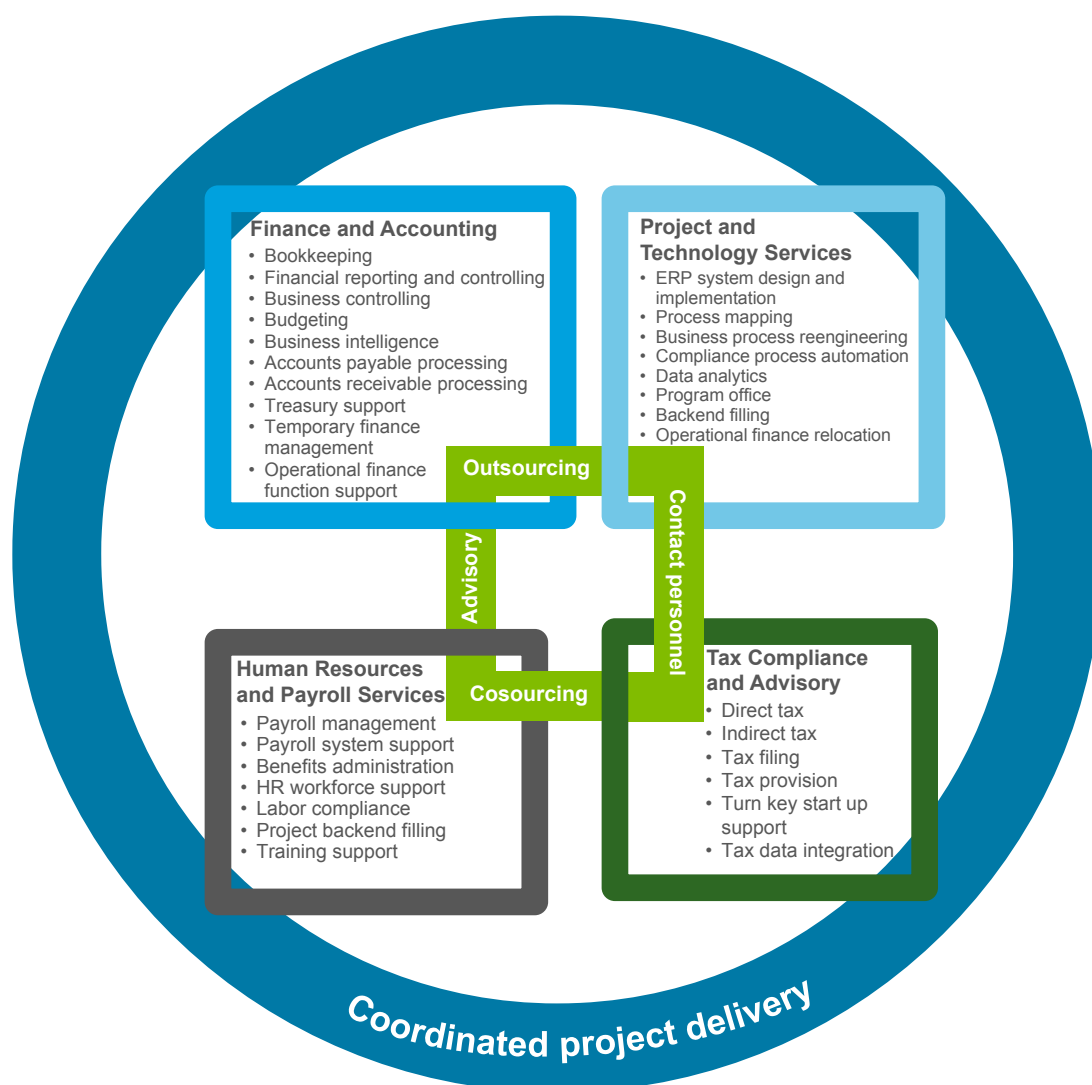 Finance and Accounting
• Bookkeeping
• Financial reporting and controlling
• Business controlling
• Budgeting
• Business intelligence
• Accounts payable processing
• Accounts receivable processing
• Treasury support
• Temporary finance
management
• Operational finance
function support
Project and
Technology Services
• ERP system design and
implementation
• Process mapping
• Business process reengineering
• Compliance process automation
• Data analytics
• Program office
• Backend filling
• Operational finance relocation
Outsourcing
Advisory
Contact personnel
Cosourcing
Human Resources
and Payroll Services
• Payroll management
• Payroll system support
• Benefits administration
• HR workforce support
• Labor compliance
• Project backend filling
• Training support
Tax Compliance
and Advisory
• Direct tax
• Indirect tax
• Tax filing
• Tax provision
• Turn key start up
support
• Tax data integration
Coordinated project delivery